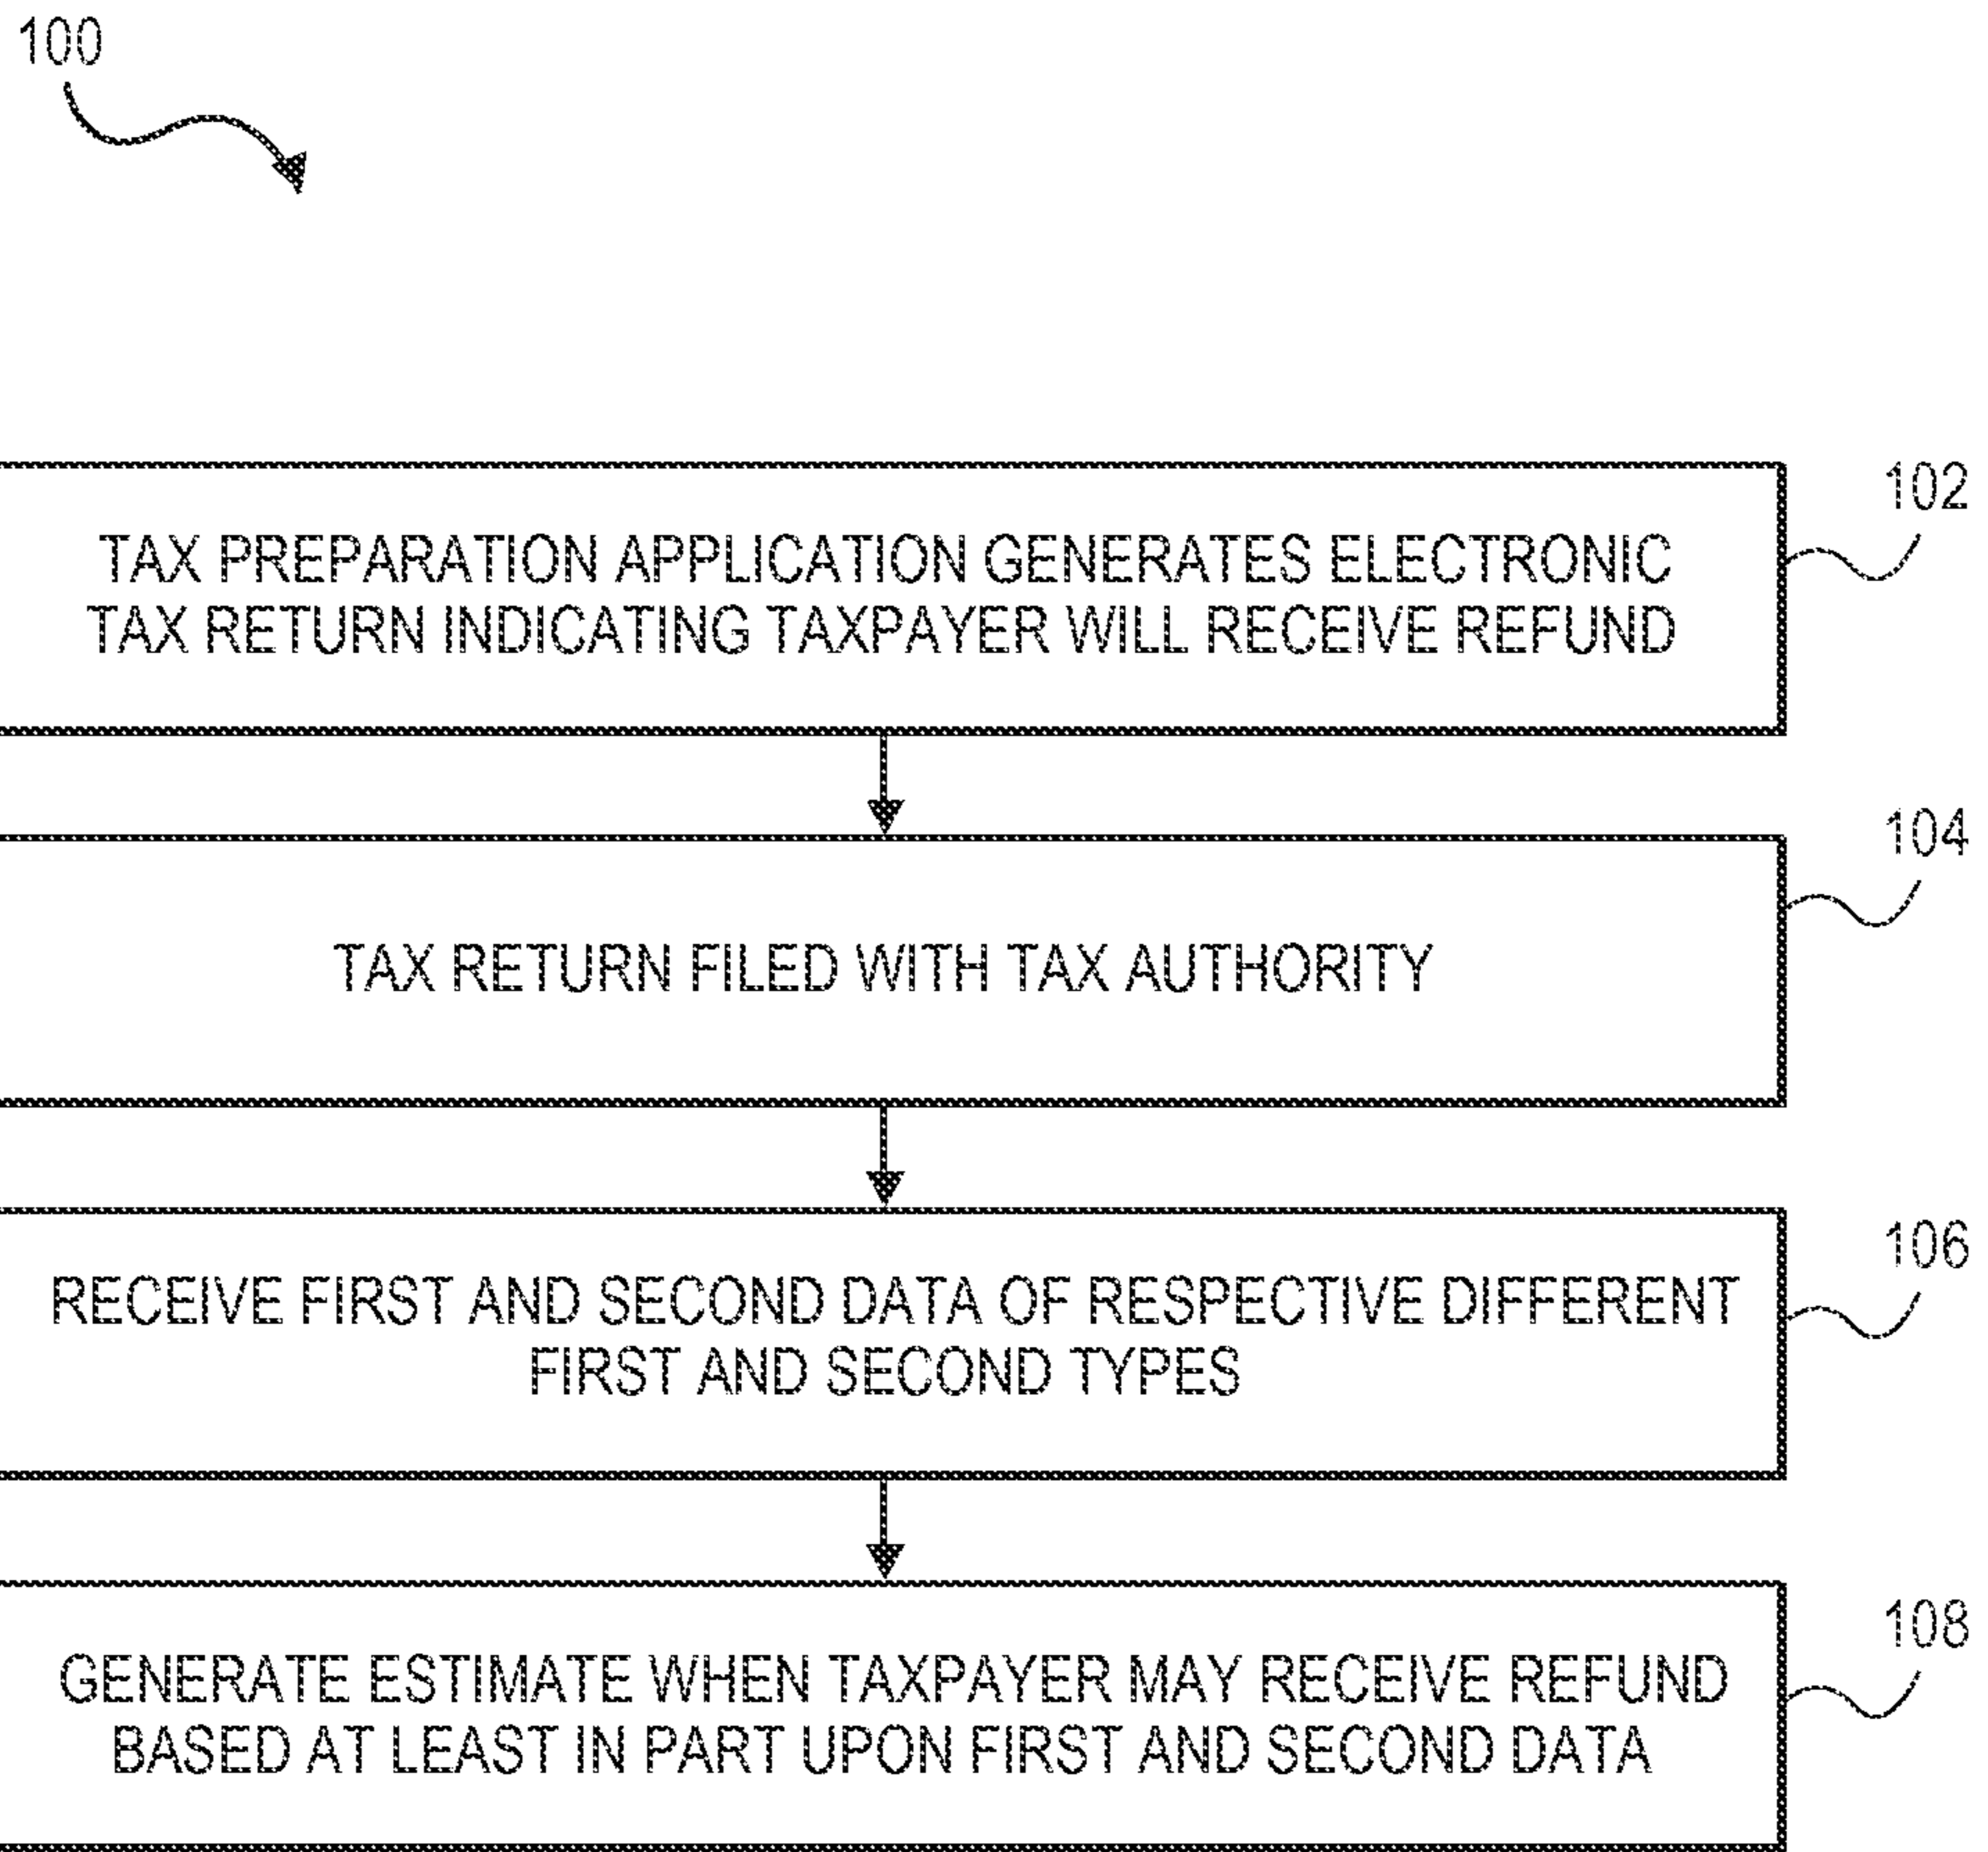 100
102
TAX PREPARATION APPLICATION GENERATES ELECTRONIC
TAX RETURN INDICATING TAXPAYER WILL RECEIVE REFUND
104
TAX RETURN FILED WITH TAX AUTHORITY
106
RECEIVE FIRST AND SECOND DATA OF RESPECTIVE DIFFERENT
FIRST AND SECOND TYPES
108
GENERATE ESTIMATE WHEN TAXPAYER MAY RECEIVE REFUND
BASED AT LEAST IN PART UPON FIRST AND SECOND DATA